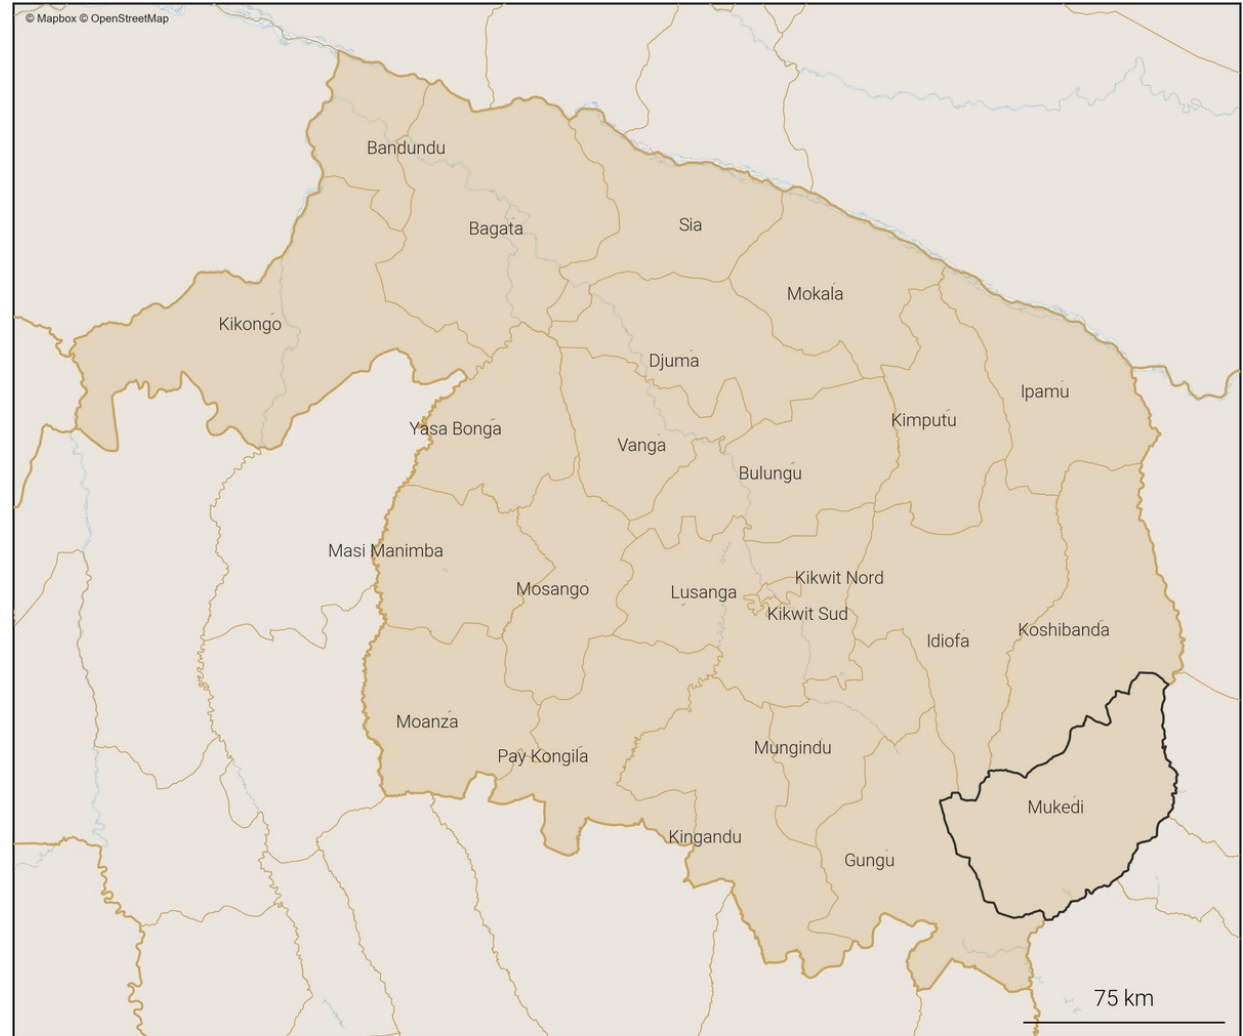 © Mapbox © OpenStreetMap
Bandundu
Bagata
Sia
Mokala
Kikongo
Djuma
Ipamu
Kimputu
Yasa Bonga
Vanga
Bulungu
Masi Manimba
Kikwit Nord
Mosango
Lusanga
Kikwit Sud
Koshibanda
Idiofa
Moanza
Mungindu
Pay Kongila
Mukedi
Kingandu
Gungu
75 km